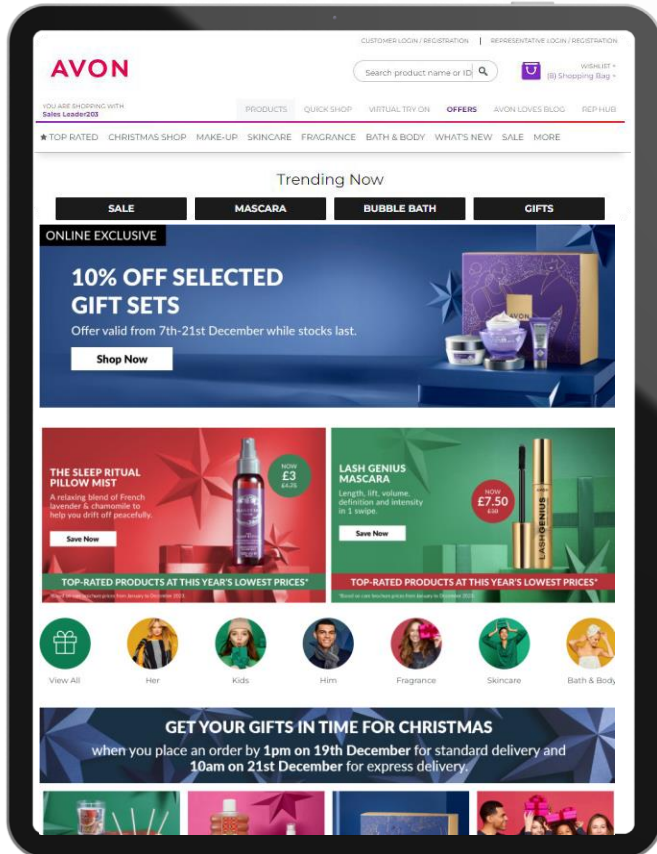 CUSTOMER LOGIN / REGISTRATION | REPRESENTATIVE LOGIN / REGISTRATION
AVON
Search product name or ID
WISHLIST
Shopping Bag
YOU ARE SHOPPING WITH
Sales Leader203
PRODUCTS QUICK SHOP VIRTUAL TRY ON OFFERS AVON LOVES BLOG REP HUB
TOP RATED CHRISTMAS SHOP MAKE-UP SKINCARE FRAGRANCE BATH & BODY WHAT'S NEW SALE MORE
Trending Now
SALE MASCARA BUBBLE BATH GIFTS
ONLINE EXCLUSIVE
10% OFF SELECTED
GIFT SETS
Offer valid from 7th-21st December while stocks last.
Shop Now
AVON
THE SLEEP RITUAL
PILLOW MIST
A relaxing blend of French
lavender & chamomile to
help you drift off peacefully.
Save Now
NOW
£3
TOP-RATED PRODUCTS AT THIS YEAR'S LOWEST PRICES*
LASH GENIUS
MASCARA
Length, lift, volume,
definition and intensity
in 1 swipe.
Save Now
NOW
£7.50
£10
LASHGENIUS
TOP-RATED PRODUCTS AT THIS YEAR'S LOWEST PRICES*
View All Her Kids Him Fragrance Skincare Bath & Body
GET YOUR GIFTS IN TIME FOR CHRISTMAS
when you place an order by 1pm on 19th December for standard delivery and
10am on 21st December for express delivery.